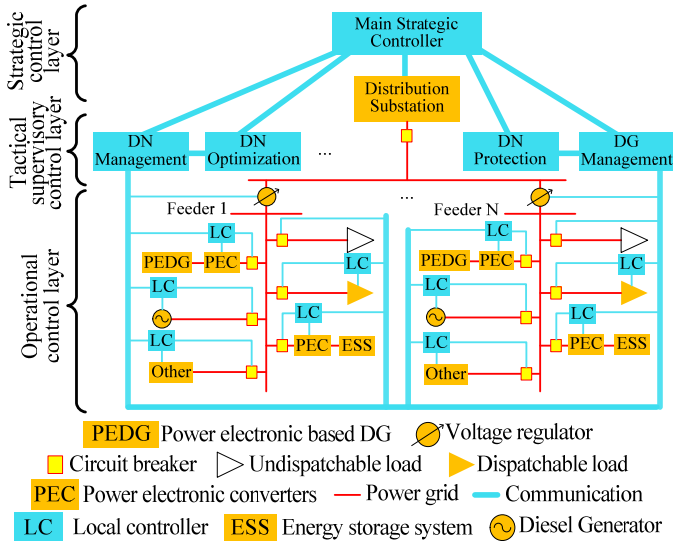 Strategic
control
layer
Main Strategic
Controller
Distribution
Substation
Tactical
supervisory
control layer
DN
Management
DN
Optimization
...
DN
Protection
DG
Management
Operational
control layer
Feeder 1
...
Feeder N
LC
PEDG
PEC
LC
LC
LC
Other
LC
PEC
ESS
LC
PEDG
PEC
LC
LC
LC
Other
LC
PEC
ESS
PEDG Power electronic based DG Voltage regulator
Circuit breaker Undispatchable load Dispatchable load
PEC Power electronic converters Power grid Communication
LC Local controller ESS Energy storage system Diesel Generator